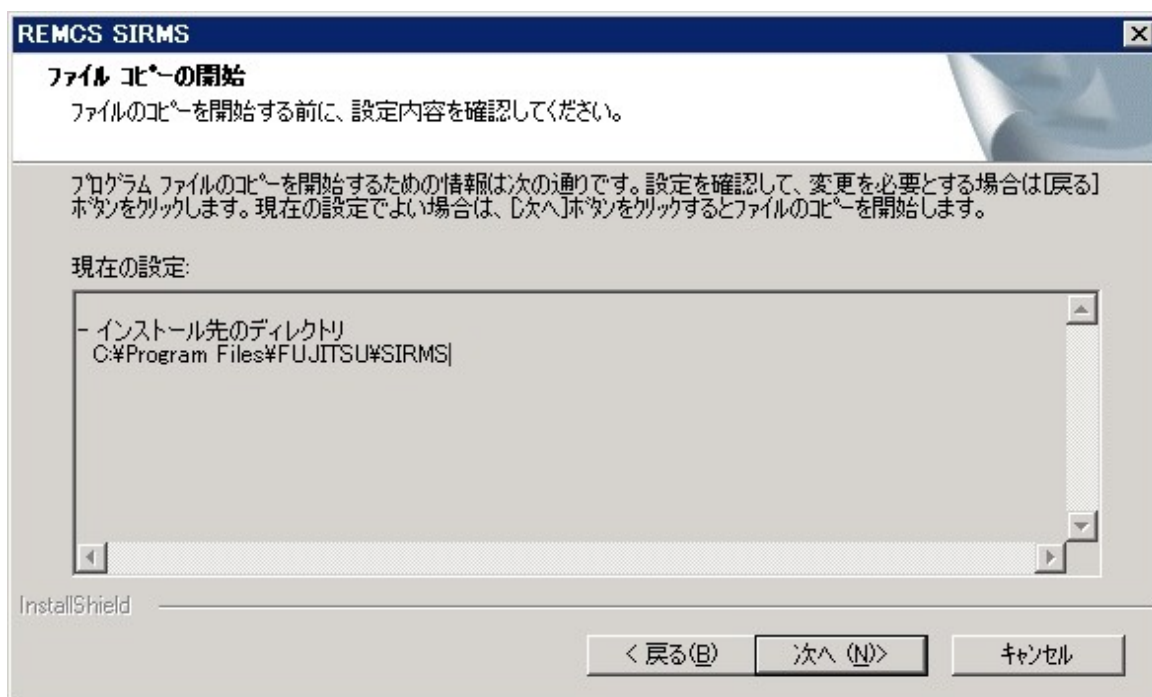 REMCS SIRMS
ファイル コピーの開始
ファイルのコピーを開始する前に、設定内容を確認してください。
プログラム ファイルのコピーを開始するための情報は次の通りです。設定を確認して、変更を必要とする場合は[戻る]
ボタンをクリックします。現在の設定でよい場合は、[次へ]ボタンをクリックするとファイルのコピーを開始します。
現在の設定:
- インストール先のディレクトリ
C:¥Program Files¥FUJITSU¥SIRMS
InstallShield
< 戻る(B)
次へ (N)>
キャンセル